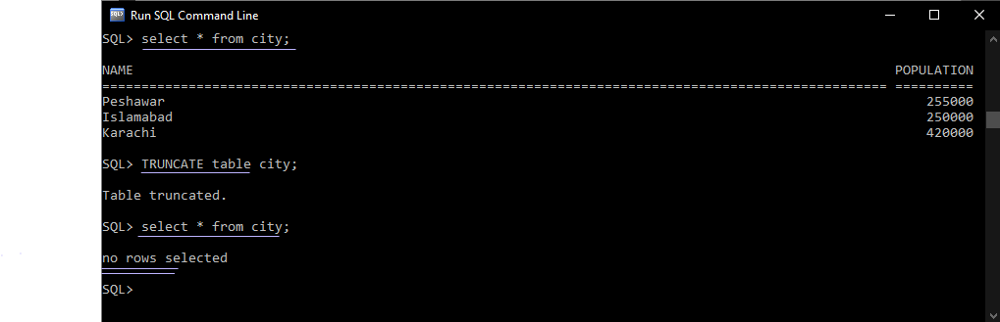 SQL> Run SQL Command Line
SQL> select * from city;
NAME POPULATION
==================================================================================================== ==========
Peshawar 255000
Islamabad 250000
Karachi 420000
SQL> TRUNCATE table city;
Table truncated.
SQL> select * from city;
no rows selected
SQL>